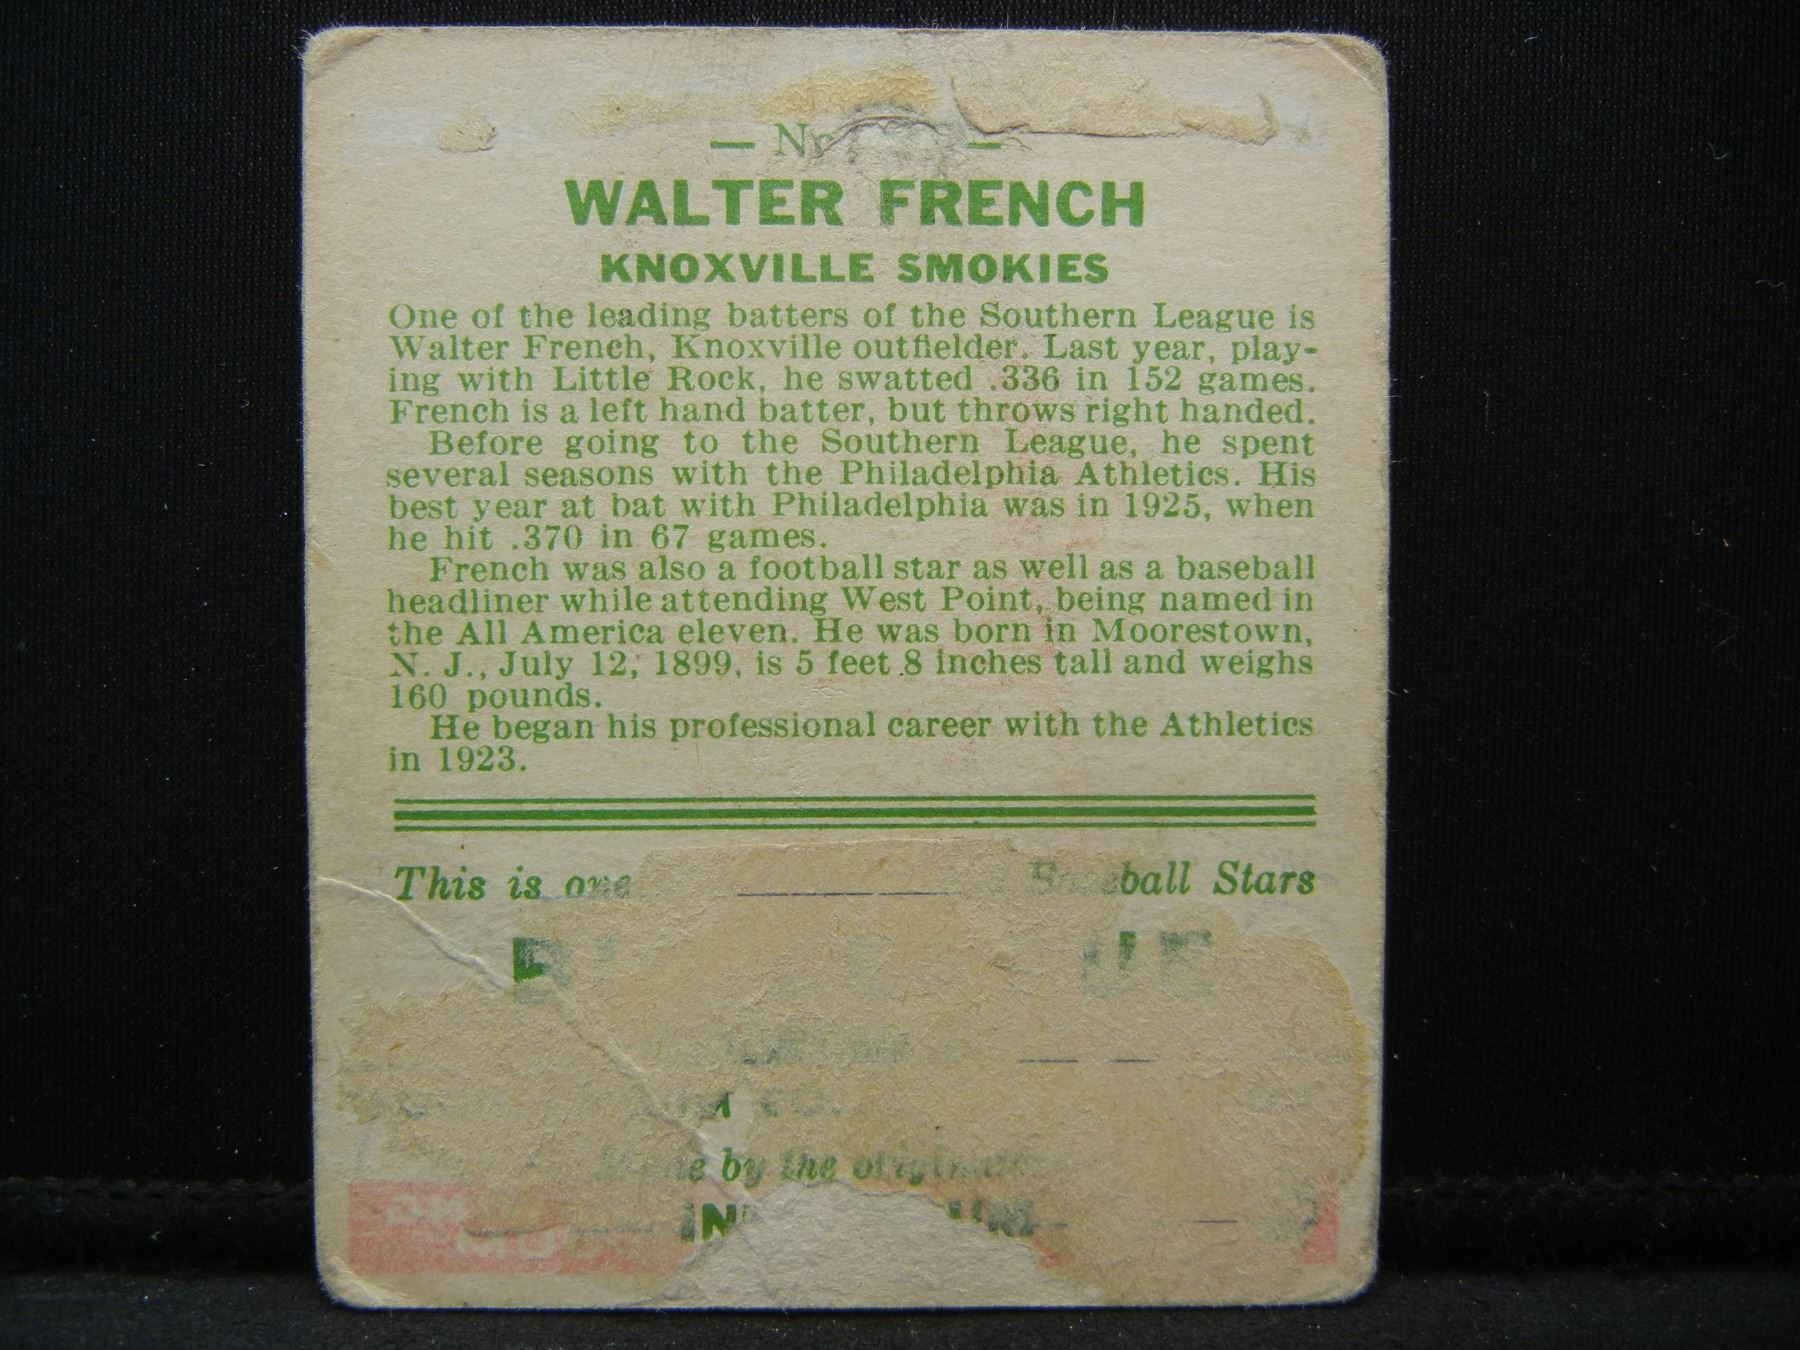 WALTER FRENCH
KNOXVILLE SMOKIES
One of the leading batters of the Southern League is
Walter French, Knoxville outfielder. Last year, play-
ing with Little Rock, he swatted .336 in 152 games.
French is a left hand batter, but throws right handed.
Before going to the Southern League, he spent
several seasons with the Philadelphia Athletics. His
best year at bat with Philadelphia was in 1925, when
he hit .370 in 67 games.
French was also a football star as well as a baseball
headliner while attending West Point, being named in
the All America eleven. He was born in Moorestown,
N. J., July 12, 1899, is 5 feet 8 inches tall and weighs
160 pounds.
He began his professional career with the Athletics
in 1923.
This is one Baseball Stars
CO.
Made by the